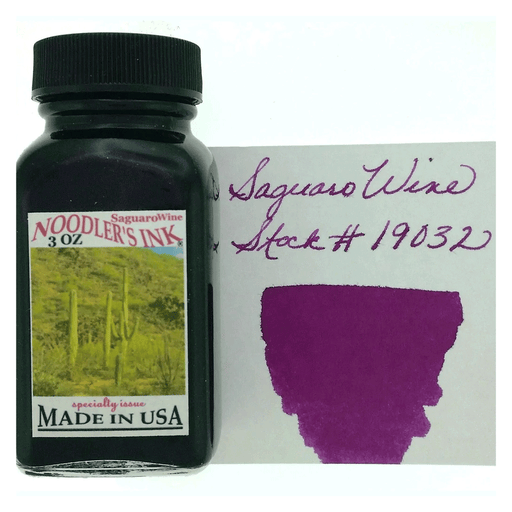 SaguaroWine
NOODLER'S INK
3 OZ
specialty issue
MADE IN USA
Saguaro Wine
Stock # 19032